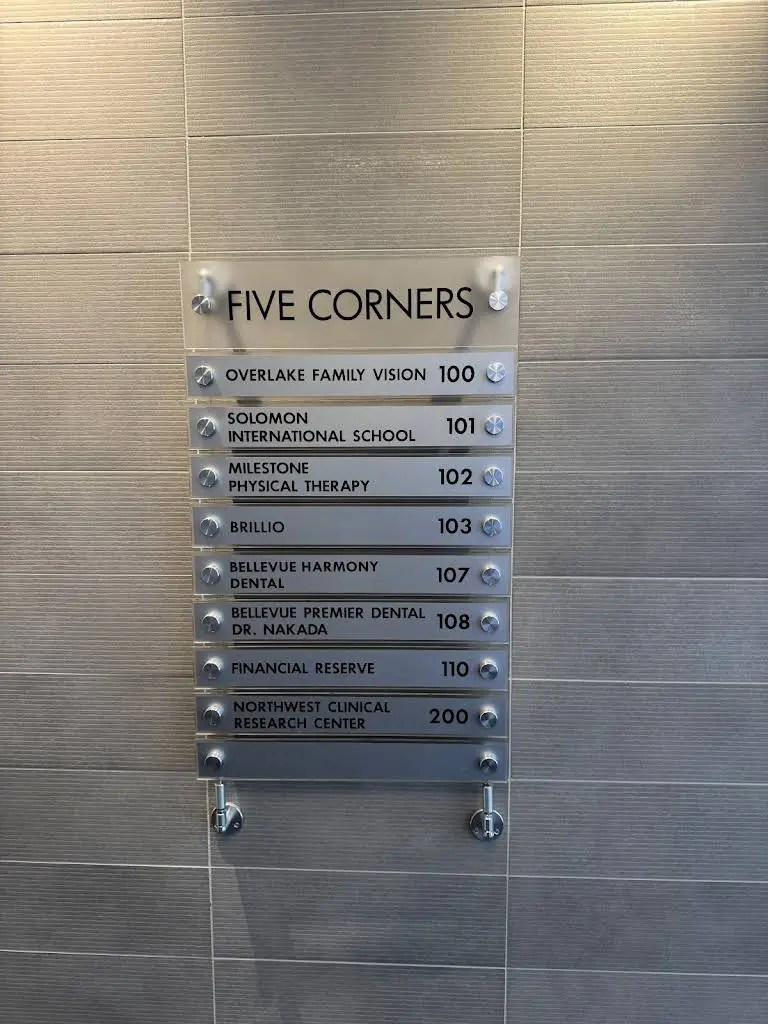 FIVE CORNERS
OVERLAKE FAMILY VISION 100
SOLOMON
INTERNATIONAL SCHOOL 101
MILESTONE
PHYSICAL THERAPY 102
BRILLIO 103
BELLEVUE HARMONY
DENTAL 107
BELLEVUE PREMIER DENTAL
DR. NAKADA 108
FINANCIAL RESERVE 110
NORTHWEST CLINICAL
RESEARCH CENTER 200